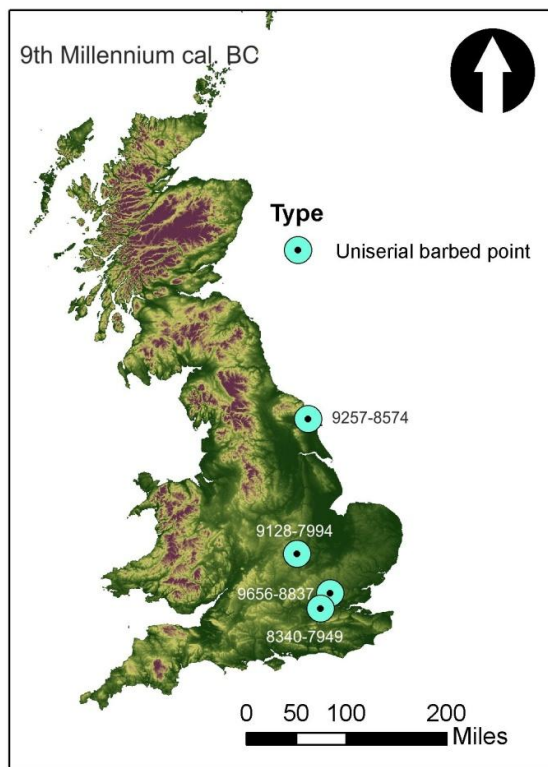 9th Millennium cal. BC
Type
Uniserial barbed point
9257-8574
9128-7994
9656-8837
8340-7949
0 50 100 200
Miles